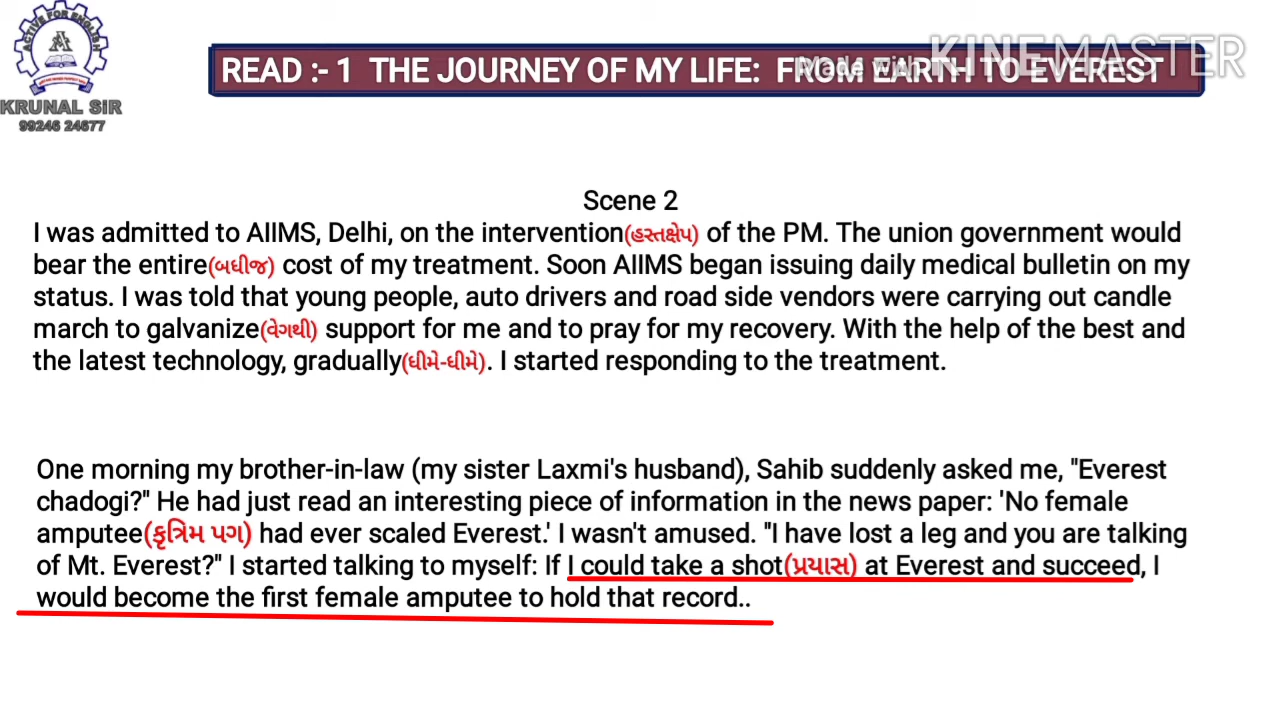 ACTIVE FOR ENGLISH
KRUNAL SIR
99246 24677
READ :- 1 THE JOURNEY OF MY LIFE: FROM EARTH TO EVEREST
Made with KINEMASTER
Scene 2
I was admitted to AIIMS, Delhi, on the intervention(હસ્તક્ષેપ) of the PM. The union government would
bear the entire(બધીજ) cost of my treatment. Soon AIIMS began issuing daily medical bulletin on my
status. I was told that young people, auto drivers and road side vendors were carrying out candle
march to galvanize(વેગથી) support for me and to pray for my recovery. With the help of the best and
the latest technology, gradually(ધીમે-ધીમે). I started responding to the treatment.
One morning my brother-in-law (my sister Laxmi's husband), Sahib suddenly asked me, "Everest
chadogi?" He had just read an interesting piece of information in the news paper: 'No female
amputee(કૃત્રિમ પગ) had ever scaled Everest.' I wasn't amused. "I have lost a leg and you are talking
of Mt. Everest?" I started talking to myself: If I could take a shot(પ્રયાસ) at Everest and succeed, I
would become the first female amputee to hold that record..